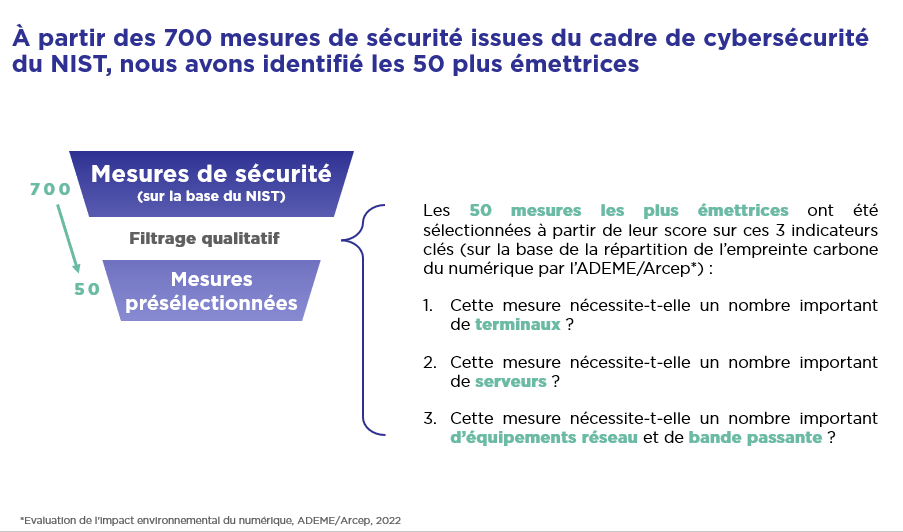 À partir des 700 mesures de sécurité issues du cadre de cybersécurité
du NIST, nous avons identifié les 50 plus émettrices
700
Mesures de sécurité
(sur la base du NIST)
Filtrage qualitatif
50
Mesures
présélectionnées
Les 50 mesures les plus émettrices ont été
sélectionnées à partir de leur score sur ces 3 indicateurs
clés (sur la base de la répartition de l'empreinte carbone
du numérique par l'ADEME/Arcep*) :
1. Cette mesure nécessite-t-elle un nombre important
de terminaux ?
2. Cette mesure nécessite-t-elle un nombre important
de serveurs ?
3. Cette mesure nécessite-t-elle un nombre important
d'équipements réseau et de bande passante ?
*Evaluation de l'impact environnemental du numérique, ADEME/Arcep, 2022